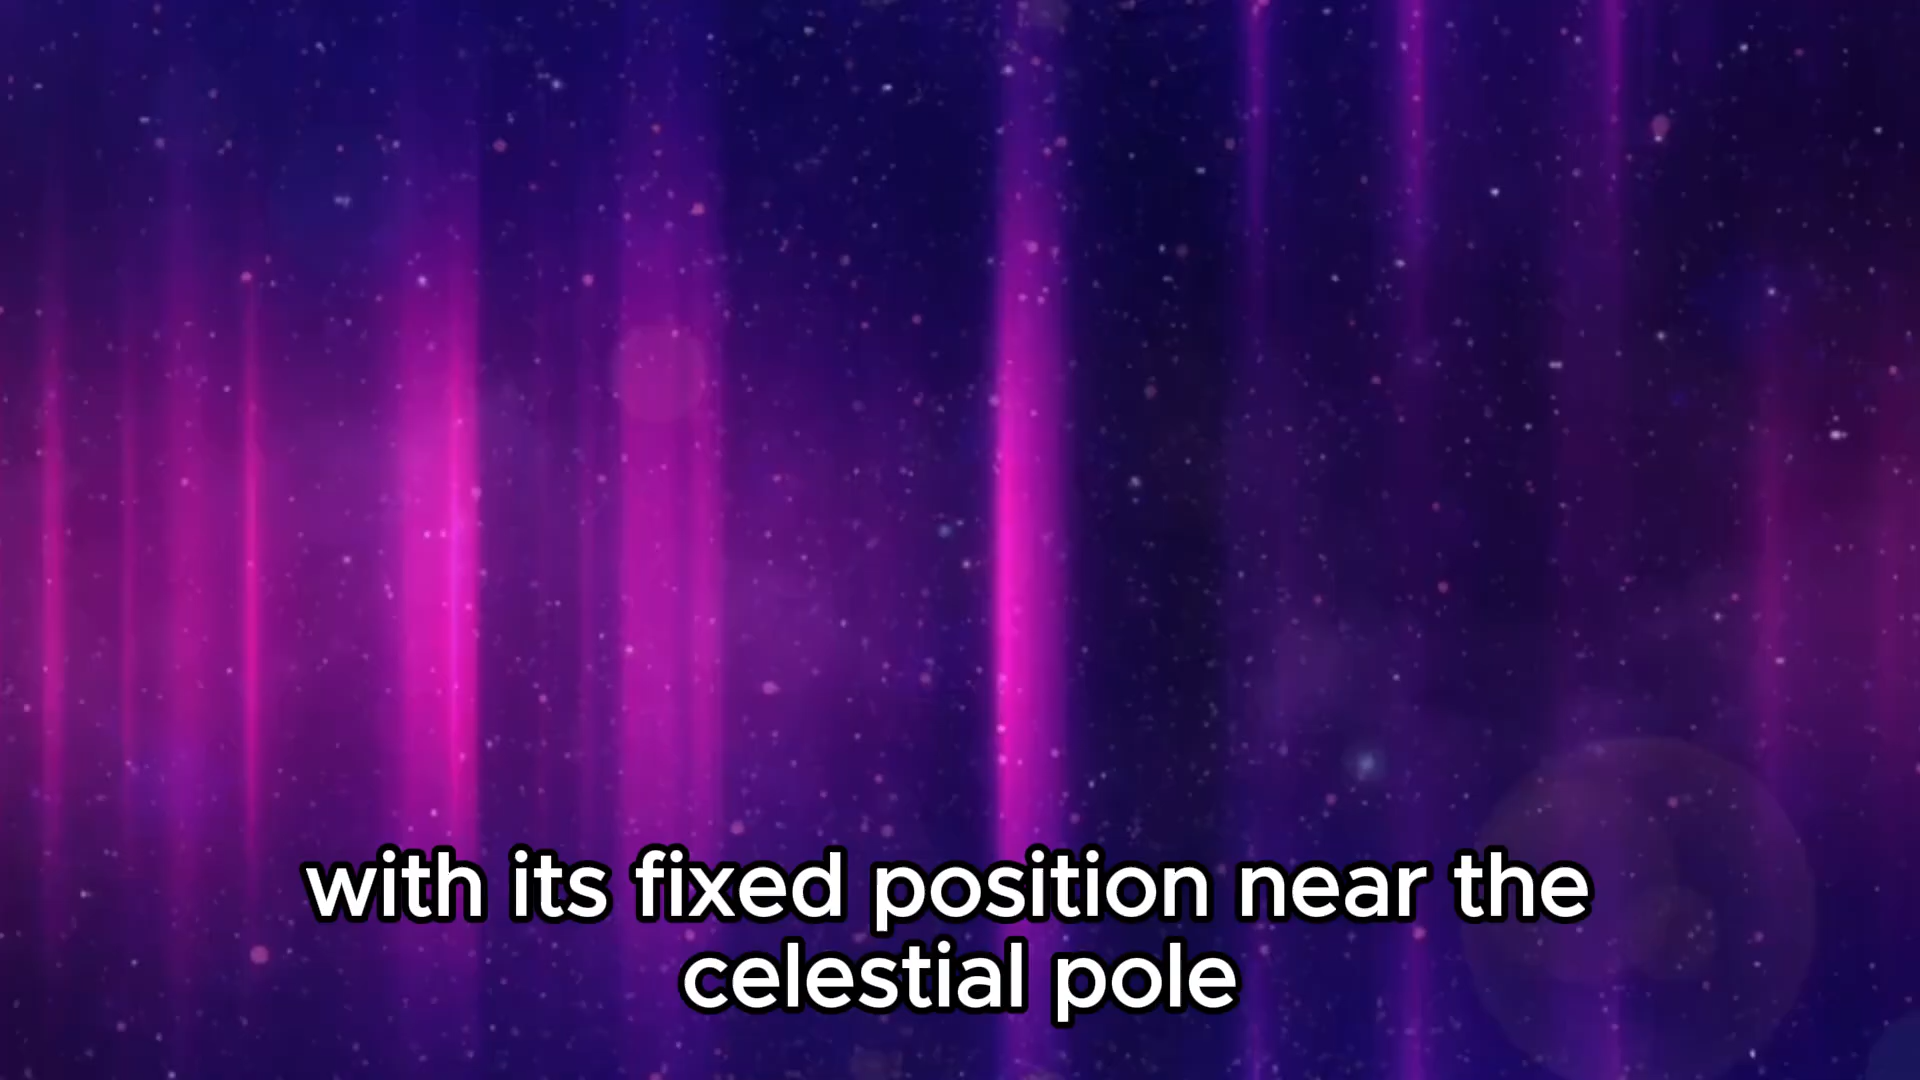 with its fixed position near the
celestial pole